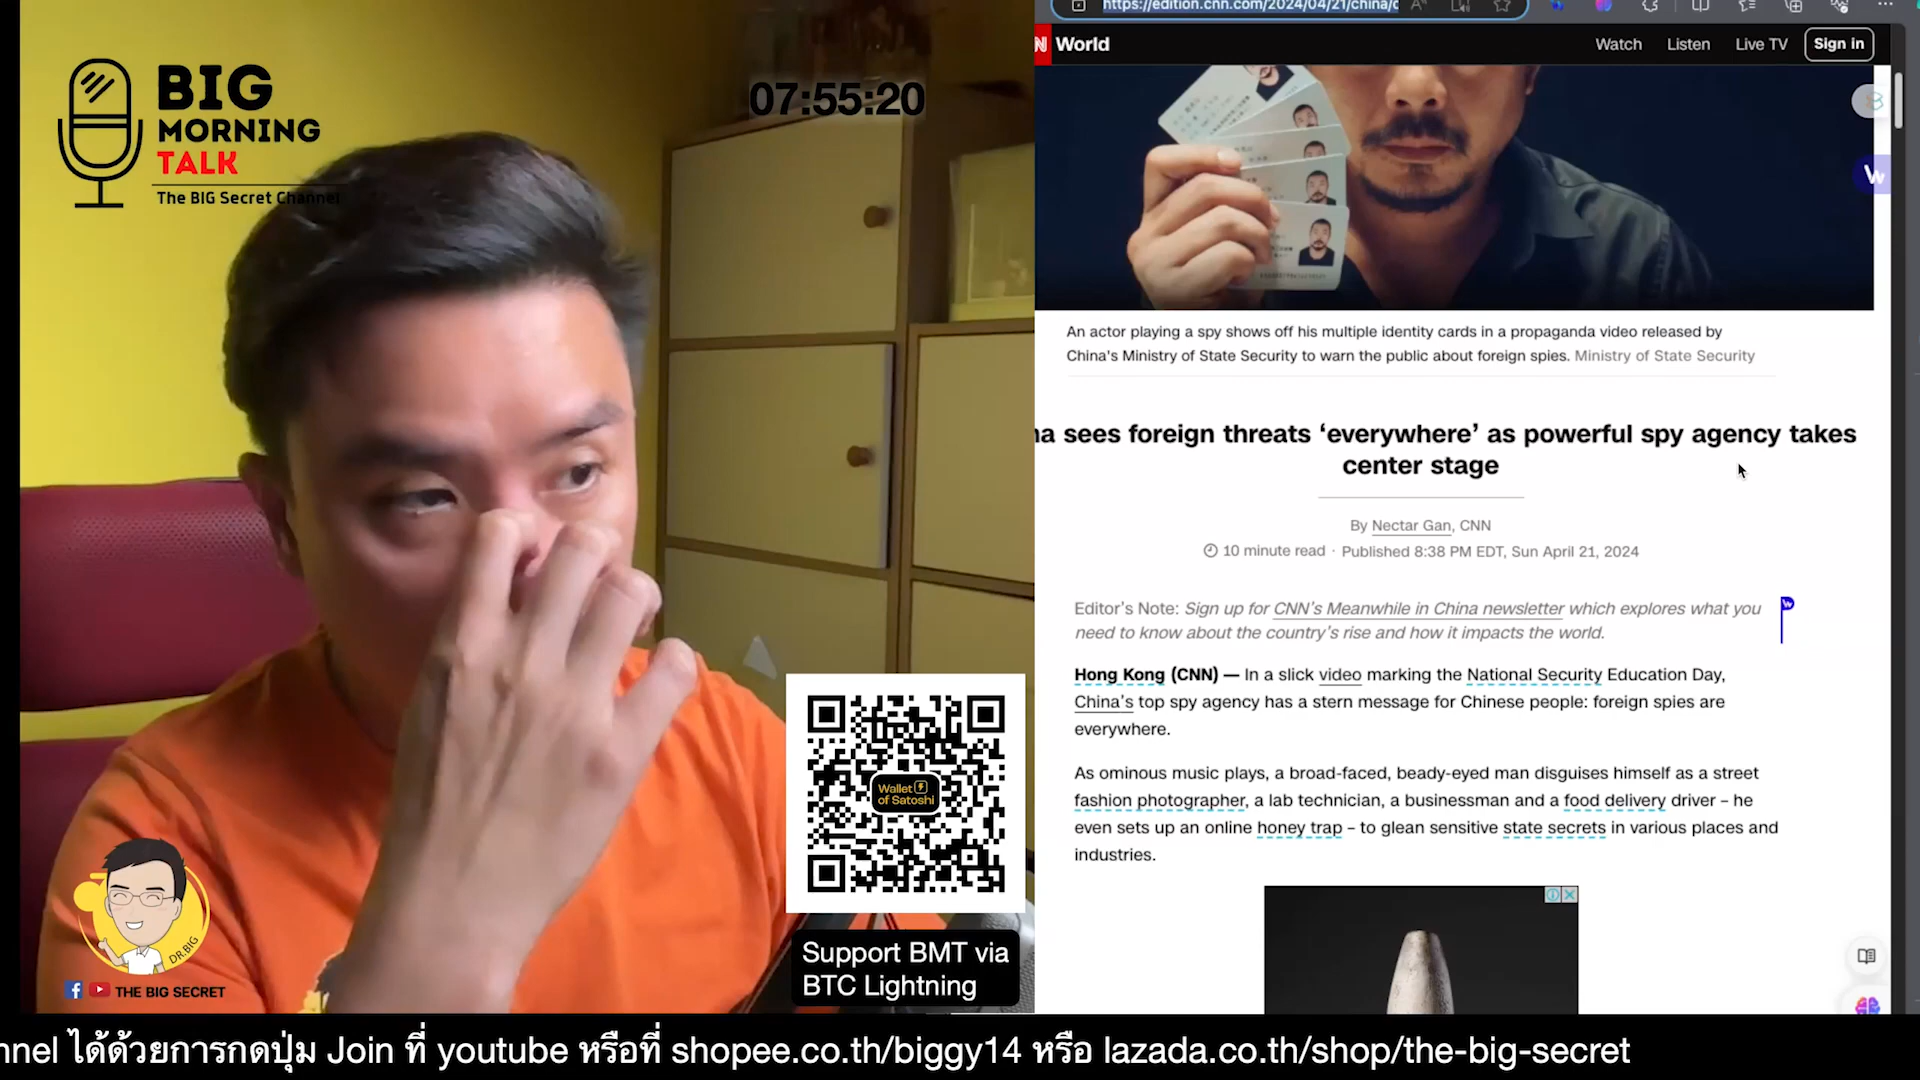 BIG
MORNING
TALK
The BIG Secret Channel
07:55:20
Wallet
of Satoshi
Support BMT via
BTC Lightning
DR.BIG
THE BIG SECRET
https://edition.cnn.com/2024/04/21/china/c
N World
Watch
Listen
Live TV
Sign in
An actor playing a spy shows off his multiple identity cards in a propaganda video released by
China's Ministry of State Security to warn the public about foreign spies. Ministry of State Security
na sees foreign threats ‘everywhere’ as powerful spy agency takes
center stage
By Nectar Gan, CNN
10 minute read · Published 8:38 PM EDT, Sun April 21, 2024
Editor’s Note: Sign up for CNN’s Meanwhile in China newsletter which explores what you
need to know about the country’s rise and how it impacts the world.
Hong Kong (CNN) — In a slick video marking the National Security Education Day,
China’s top spy agency has a stern message for Chinese people: foreign spies are
everywhere.
As ominous music plays, a broad-faced, beady-eyed man disguises himself as a street
fashion photographer, a lab technician, a businessman and a food delivery driver – he
even sets up an online honey trap – to glean sensitive state secrets in various places and
industries.
nnel ได้ด้วยการกดปุ่ม Join ที่ youtube หรือที่ shopee.co.th/biggy14 หรือ lazada.co.th/shop/the-big-secret